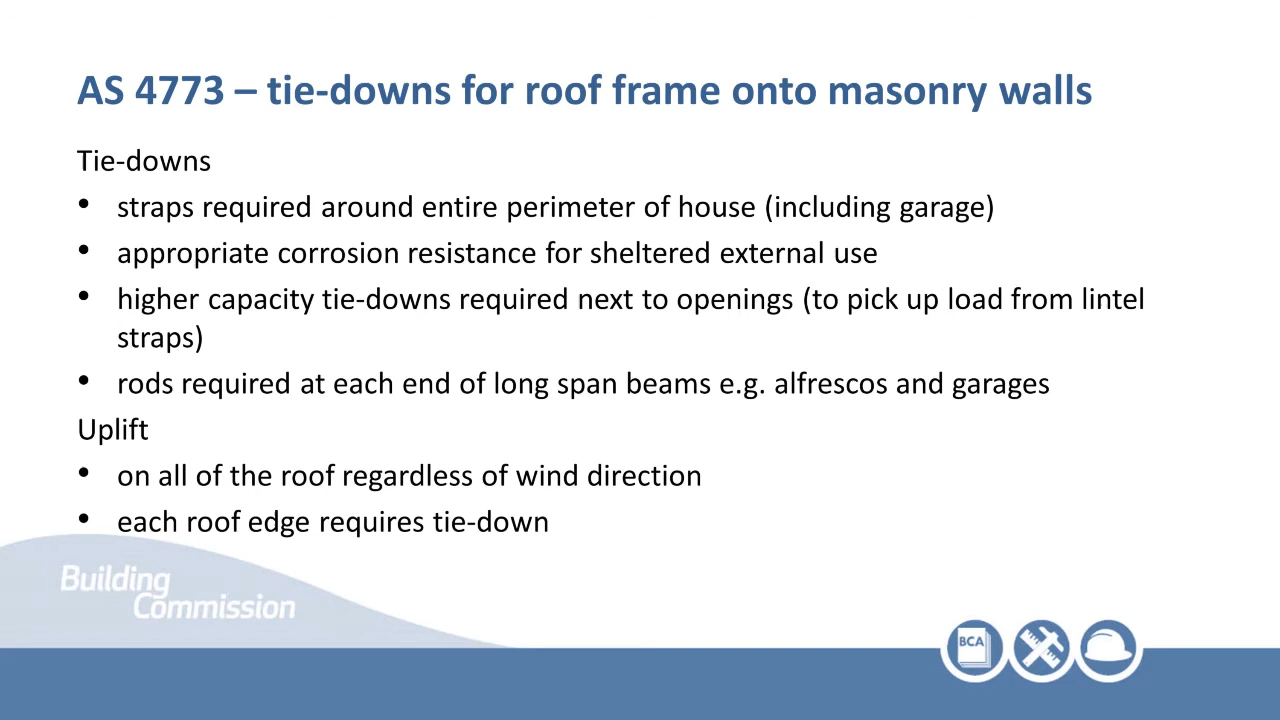 AS 4773 – tie-downs for roof frame onto masonry walls
Tie-downs
• straps required around entire perimeter of house (including garage)
• appropriate corrosion resistance for sheltered external use
• higher capacity tie-downs required next to openings (to pick up load from lintel
straps)
• rods required at each end of long span beams e.g. alfrescos and garages
Uplift
• on all of the roof regardless of wind direction
• each roof edge requires tie-down
Building
Commission
BCA